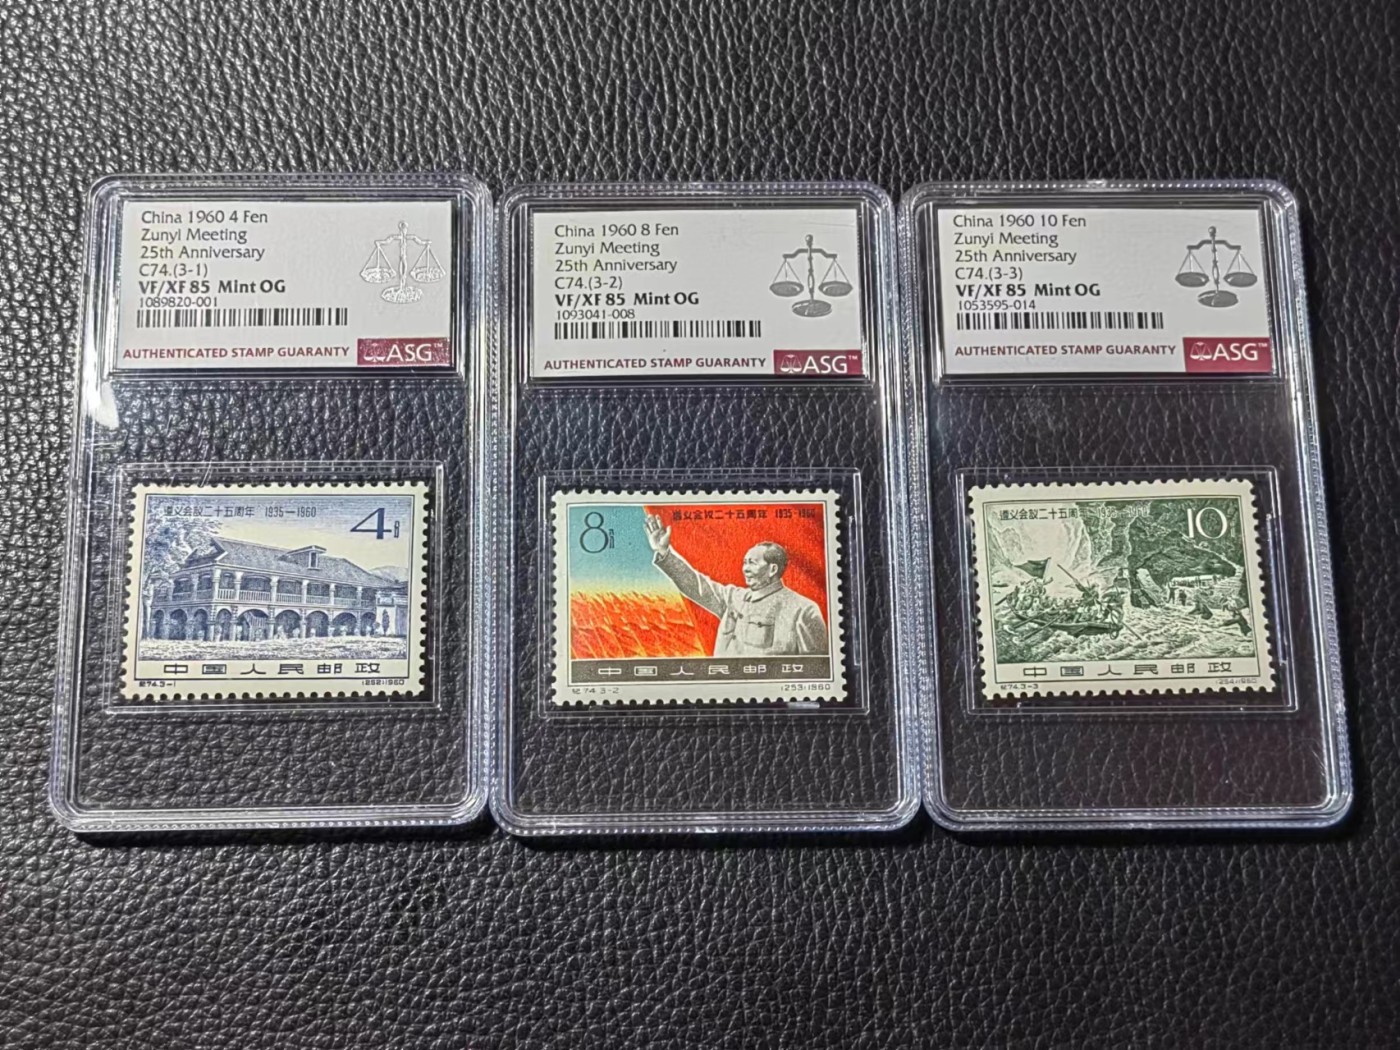 China 1960 4 Fen
Zunyi Meeting
25th Anniversary
C74.(3-1)
VF/XF 85 Mint OG
1089820-001
AUTHENTICATED STAMP GUARANTY
ASG™
遵义会议二十五周年 1935—1960
4分
中国人民邮政
纪74.3-1
(252)1960
China 1960 8 Fen
Zunyi Meeting
25th Anniversary
C74.(3-2)
VF/XF 85 Mint OG
1093041-008
AUTHENTICATED STAMP GUARANTY
ASG™
8分
遵义会议二十五周年 1935-1960
中国人民邮政
纪74.3-2
(253)1960
China 1960 10 Fen
Zunyi Meeting
25th Anniversary
C74.(3-3)
VF/XF 85 Mint OG
1053595-014
AUTHENTICATED STAMP GUARANTY
ASG™
遵义会议二十五周
10
中国人民邮政
纪74.3-3
(254)1960